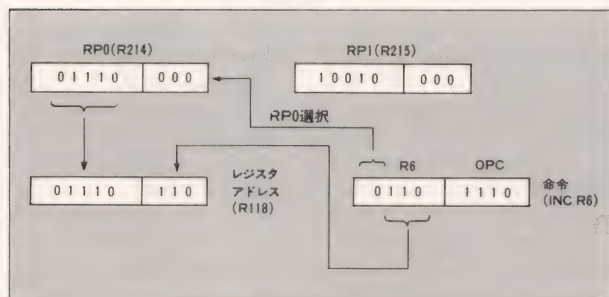 RP0(R214)
RP1(R215)
01110 000
10010 000
RP0選択
R6
OPC
01110 110
レジスタ
アドレス
(R118)
0110 1110
命令
(INC R6)